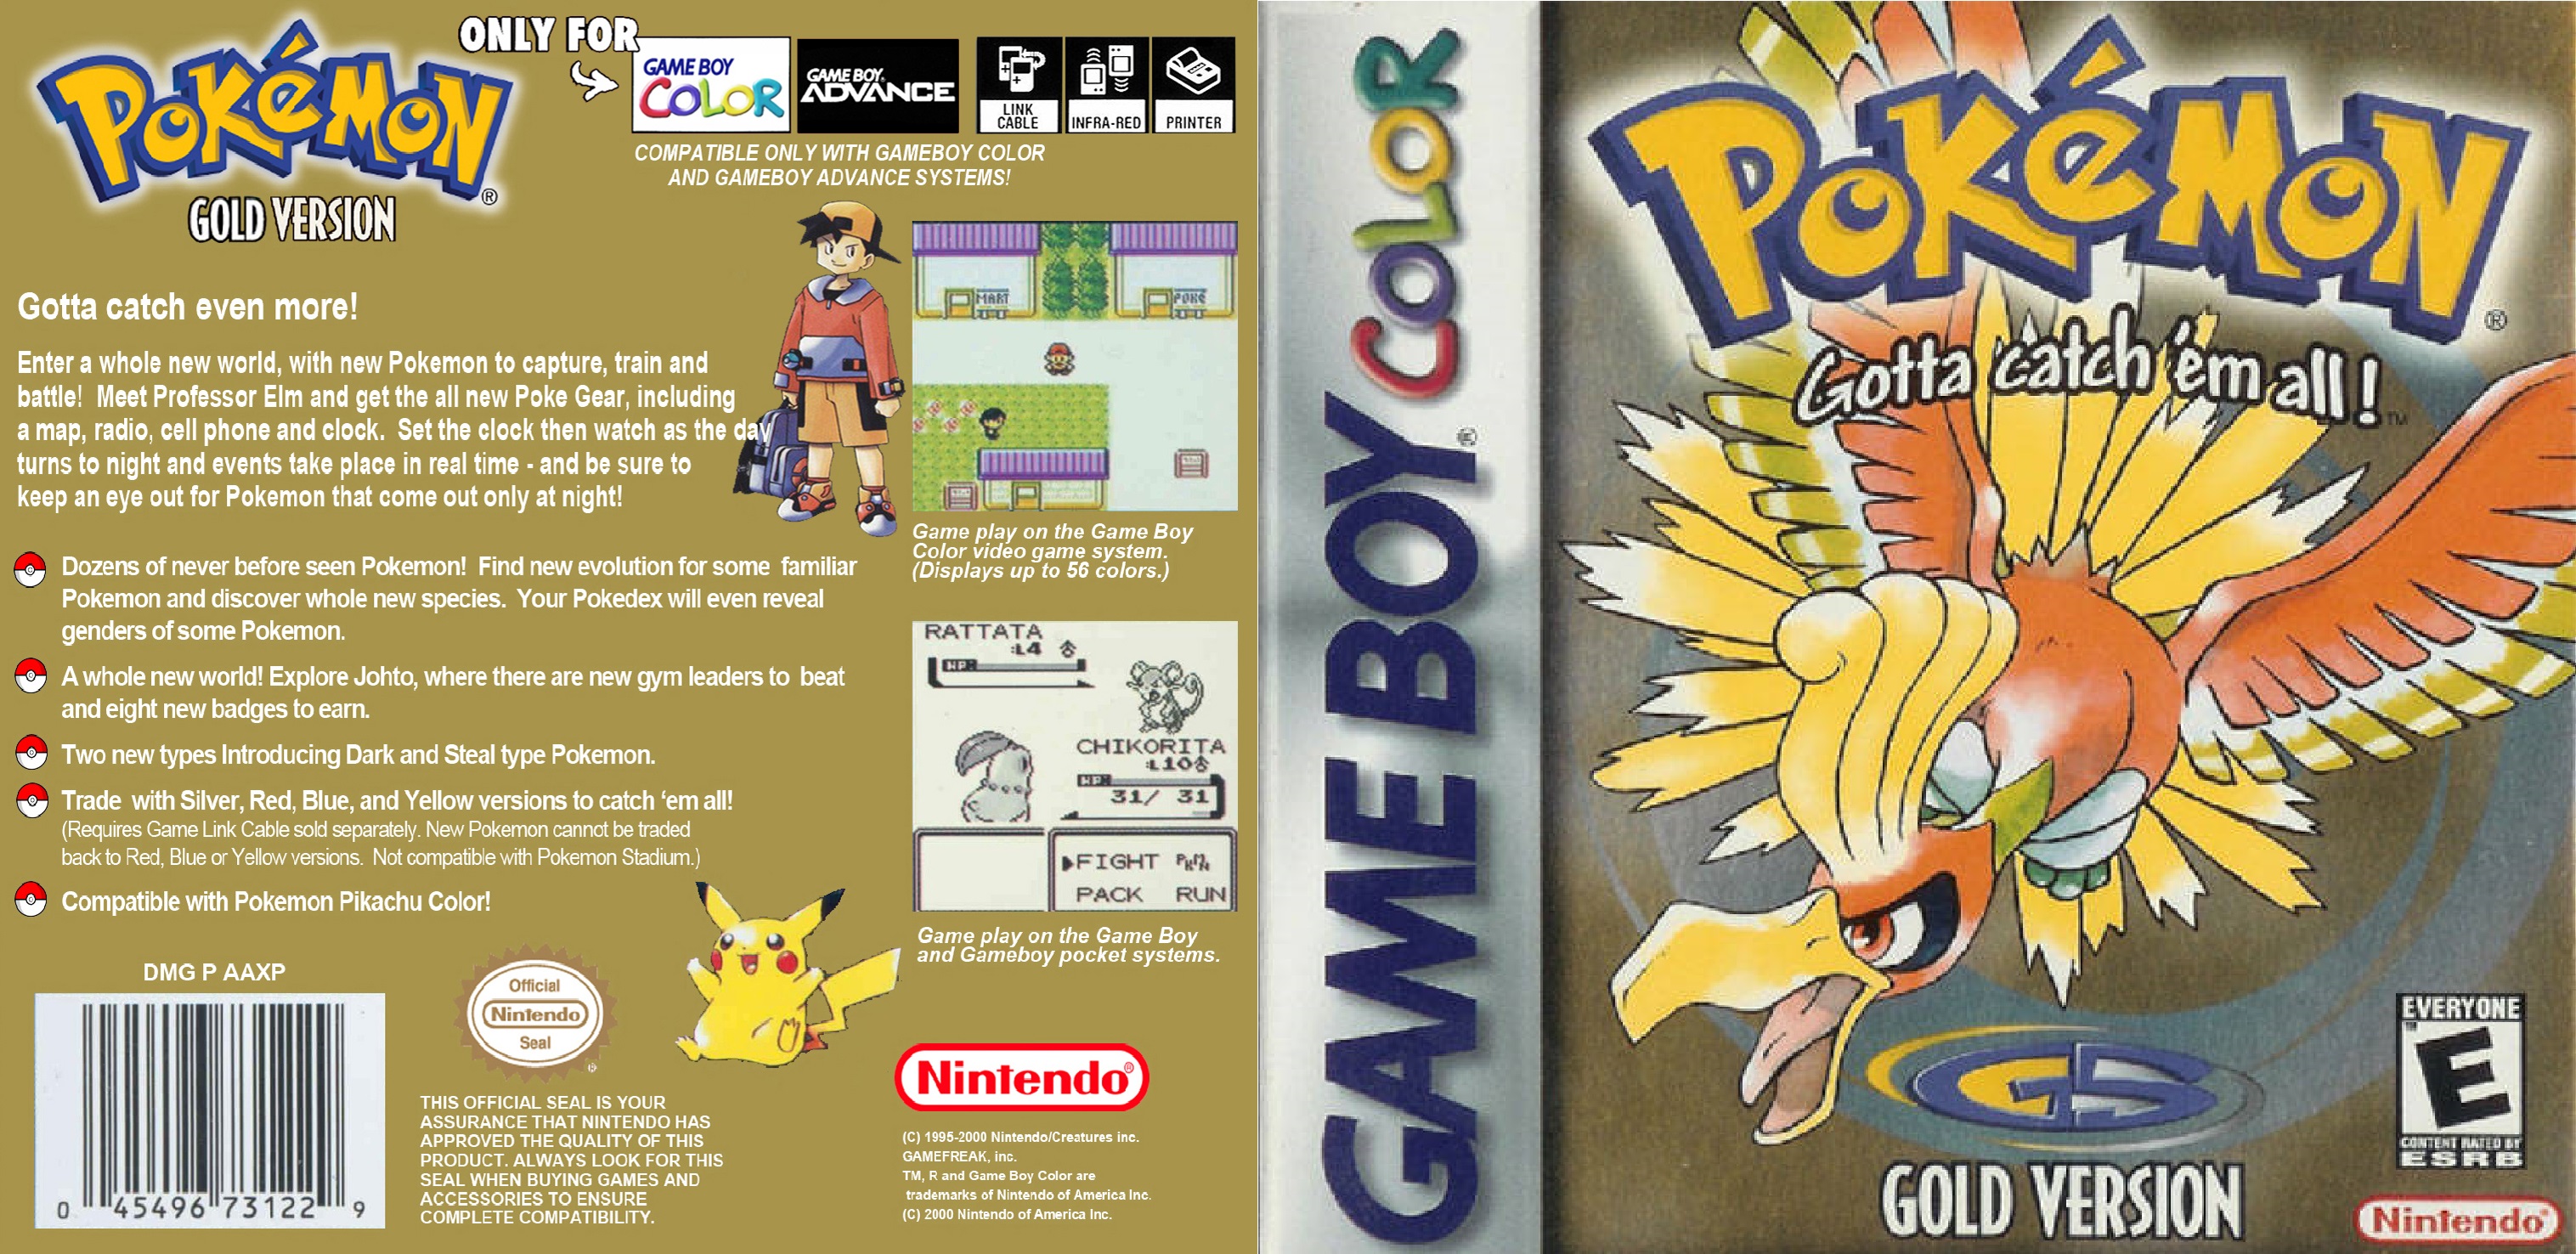 POKéMON
®
GOLD VERSION
ONLY FOR
GAME BOY
COLOR
GAME BOY
ADVANCE
LINK
CABLE
INFRA-RED
PRINTER
COMPATIBLE ONLY WITH GAMEBOY COLOR
AND GAMEBOY ADVANCE SYSTEMS!
Gotta catch even more!
Enter a whole new world, with new Pokemon to capture, train and
battle!  Meet Professor Elm and get the all new Poke Gear, including
a map, radio, cell phone and clock.  Set the clock then watch as the day
turns to night and events take place in real time - and be sure to
keep an eye out for Pokemon that come out only at night!
Dozens of never before seen Pokemon!  Find new evolution for some  familiar
Pokemon and discover whole new species.  Your Pokedex will even reveal
genders of some Pokemon.
A whole new world! Explore Johto, where there are new gym leaders to  beat
and eight new badges to earn.
Two new types Introducing Dark and Steal type Pokemon.
Trade  with Silver, Red, Blue, and Yellow versions to catch ‘em all!
(Requires Game Link Cable sold separately. New Pokemon cannot be traded
back to Red, Blue or Yellow versions.  Not compatible with Pokemon Stadium.)
Compatible with Pokemon Pikachu Color!
MART
POKé
Game play on the Game Boy
Color video game system.
(Displays up to 56 colors.)
RATTATA
:L4 ♂
HP:
CHIKORITA
:L10♂
HP:
31/ 31
▶FIGHT PKMN
PACK RUN
Game play on the Game Boy
and Gameboy pocket systems.
DMG P AAXP
0 45496 73122 9
Official
Nintendo
Seal
®
THIS OFFICIAL SEAL IS YOUR
ASSURANCE THAT NINTENDO HAS
APPROVED THE QUALITY OF THIS
PRODUCT. ALWAYS LOOK FOR THIS
SEAL WHEN BUYING GAMES AND
ACCESSORIES TO ENSURE
COMPLETE COMPATIBILITY.
Nintendo®
(C) 1995-2000 Nintendo/Creatures inc.
GAMEFREAK, inc.
TM, R and Game Boy Color are
trademarks of Nintendo of America Inc.
(C) 2000 Nintendo of America Inc.
GAME BOY COLOR
POKéMON
®
Gotta catch 'em all!
TM
GS
GOLD VERSION
EVERYONE
E
CONTENT RATED BY
ESRB
Nintendo®